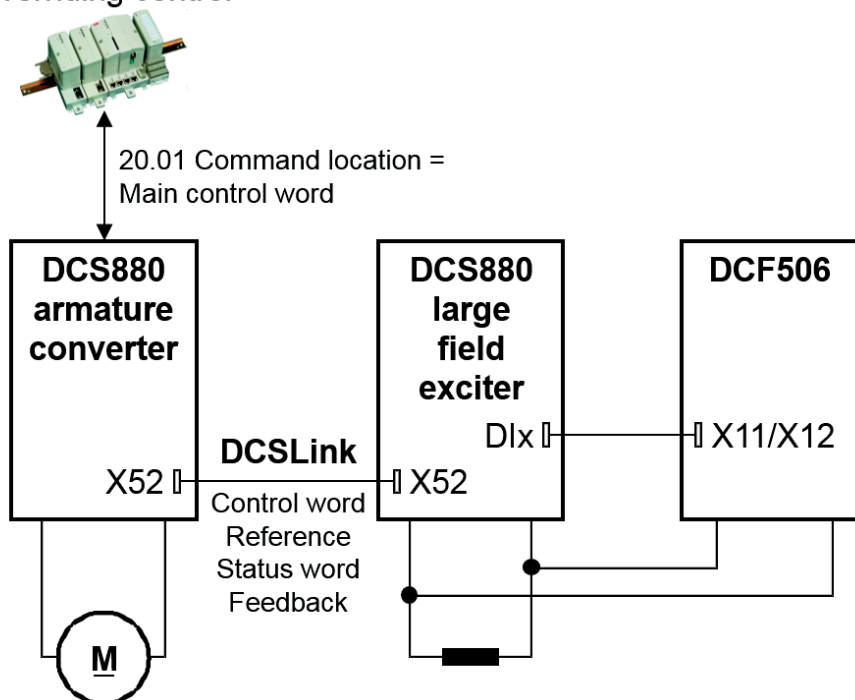 20.01 Command location =
Main control word
DCS880
armature
converter
DCS880
large
field
exciter
DCF506
DIx
X11/X12
DCSLink
X52
X52
Control word
Reference
Status word
Feedback
M